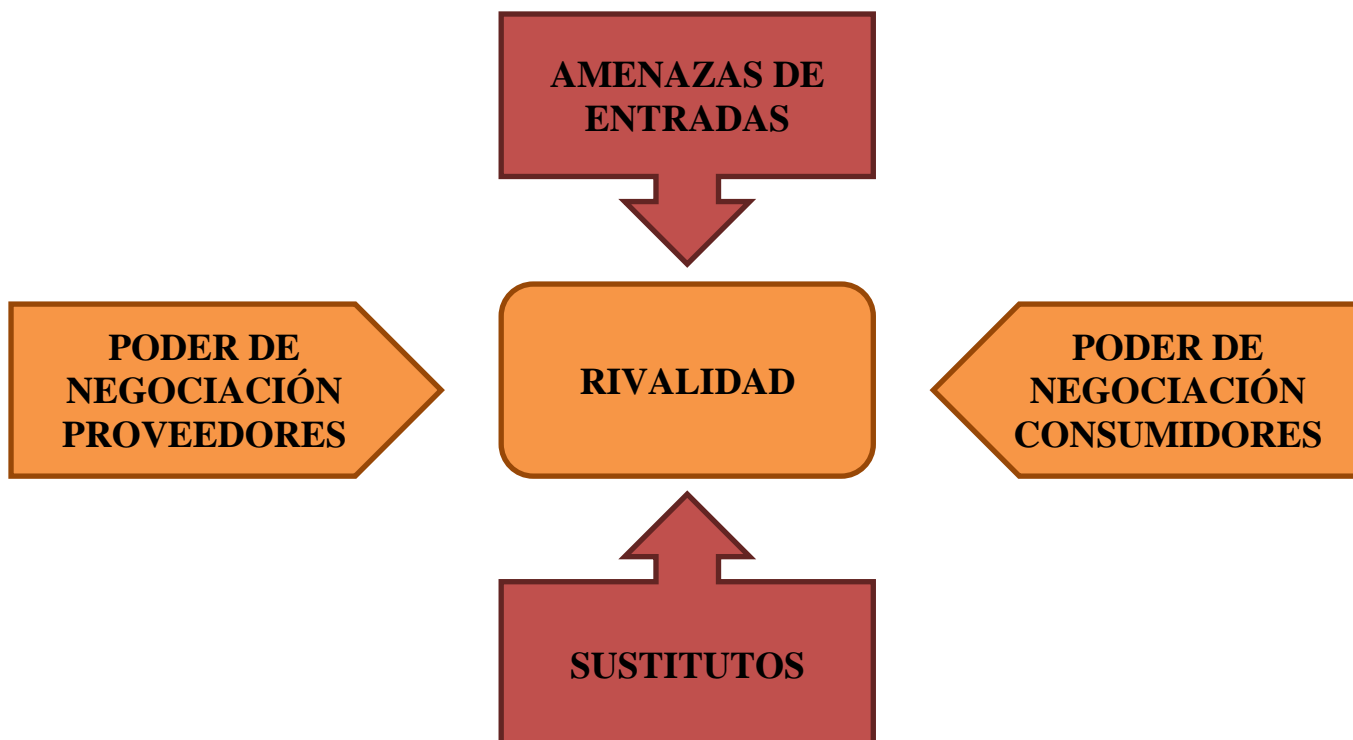 AMENAZAS DE
ENTRADAS
PODER DE
NEGOCIACIÓN
PROVEEDORES
RIVALIDAD
PODER DE
NEGOCIACIÓN
CONSUMIDORES
SUSTITUTOS